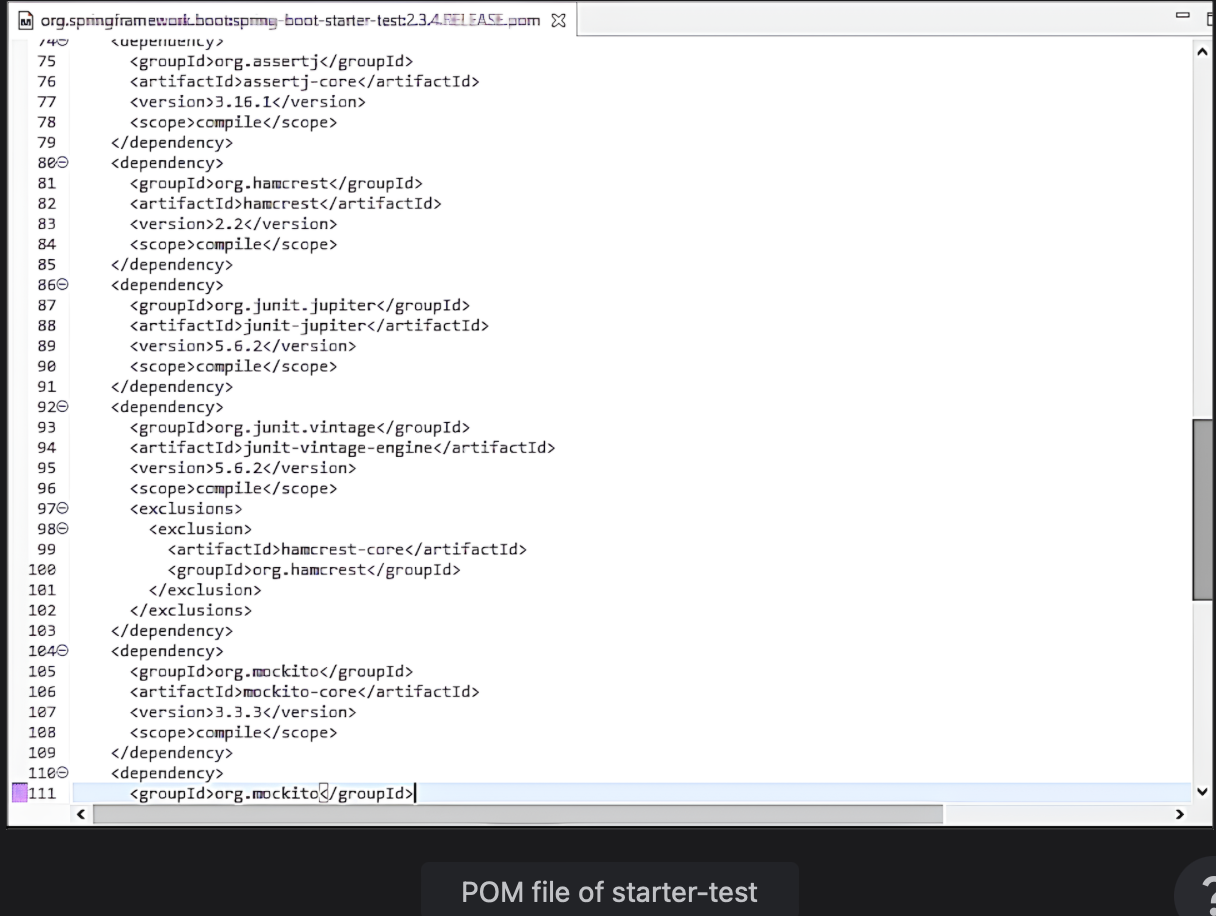 org.springframework.boot:spring-boot-starter-test:2.3.4.RELEASE.pom
74 <dependency>
75 <groupId>org.assertj</groupId>
76 <artifactId>assertj-core</artifactId>
77 <version>3.16.1</version>
78 <scope>compile</scope>
79 </dependency>
80 <dependency>
81 <groupId>org.hamcrest</groupId>
82 <artifactId>hamcrest</artifactId>
83 <version>2.2</version>
84 <scope>compile</scope>
85 </dependency>
86 <dependency>
87 <groupId>org.junit.jupiter</groupId>
88 <artifactId>junit-jupiter</artifactId>
89 <version>5.6.2</version>
90 <scope>compile</scope>
91 </dependency>
92 <dependency>
93 <groupId>org.junit.vintage</groupId>
94 <artifactId>junit-vintage-engine</artifactId>
95 <version>5.6.2</version>
96 <scope>compile</scope>
97 <exclusions>
98 <exclusion>
99 <artifactId>hamcrest-core</artifactId>
100 <groupId>org.hamcrest</groupId>
101 </exclusion>
102 </exclusions>
103 </dependency>
104 <dependency>
105 <groupId>org.mockito</groupId>
106 <artifactId>mockito-core</artifactId>
107 <version>3.3.3</version>
108 <scope>compile</scope>
109 </dependency>
110 <dependency>
111 <groupId>org.mockito</groupId>
POM file of starter-test
?